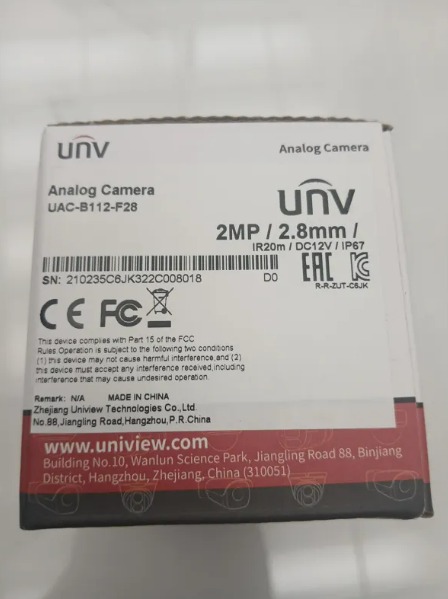 UNV
Analog Camera
Analog Camera
UAC-B112-F28
UNV
2MP / 2.8mm /
IR20m / DC12V / IP67
SN: 210235C6JK322C008018
D0
CE FC EAC
R-R-ZUT-C6JK
This device complies with Part 15 of the FCC
Rules Operation is subject to the following two conditions
(1) this device may not cause harmful interference, and (2)
this device must accept any interference received, including
interference that may cause undesired operation.
Remark: N/A MADE IN CHINA
Zhejiang Uniview Technologies Co.,Ltd
No.88,Jiangling Road,Hangzhou,P.R.China
www.uniview.com
Building No.10, Wanlun Science Park, Jiangling Road 88, Binjiang
District, Hangzhou, Zhejiang, China (310051)